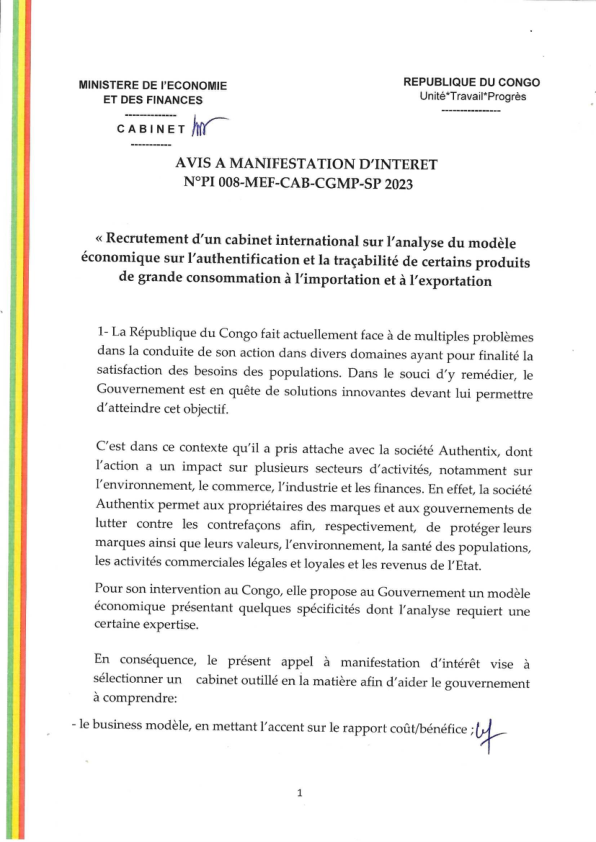 MINISTERE DE l'ECONOMIE
ET DES FINANCES
--------------
C A B I N E T
-----------
REPUBLIQUE DU CONGO
Unité*Travail*Progrès
----------------
AVIS A MANIFESTATION D'INTERET
N°PI 008-MEF-CAB-CGMP-SP 2023
« Recrutement d'un cabinet international sur l'analyse du modèle
économique sur l'authentification et la traçabilité de certains produits
de grande consommation à l'importation et à l'exportation
1- La République du Congo fait actuellement face à de multiples problèmes
dans la conduite de son action dans divers domaines ayant pour finalité la
satisfaction des besoins des populations. Dans le souci d'y remédier, le
Gouvernement est en quête de solutions innovantes devant lui permettre
d'atteindre cet objectif.
C'est dans ce contexte qu'il a pris attache avec la société Authentix, dont
l'action a un impact sur plusieurs secteurs d'activités, notamment sur
l'environnement, le commerce, l'industrie et les finances. En effet, la société
Authentix permet aux propriétaires des marques et aux gouvernements de
lutter contre les contrefaçons afin, respectivement, de protéger leurs
marques ainsi que leurs valeurs, l'environnement, la santé des populations,
les activités commerciales légales et loyales et les revenus de l'Etat.
Pour son intervention au Congo, elle propose au Gouvernement un modèle
économique présentant quelques spécificités dont l'analyse requiert une
certaine expertise.
En conséquence, le présent appel à manifestation d'intérêt vise à
sélectionner un cabinet outillé en la matière afin d'aider le gouvernement
à comprendre:
- le business modèle, en mettant l'accent sur le rapport coût/bénéfice ;
1